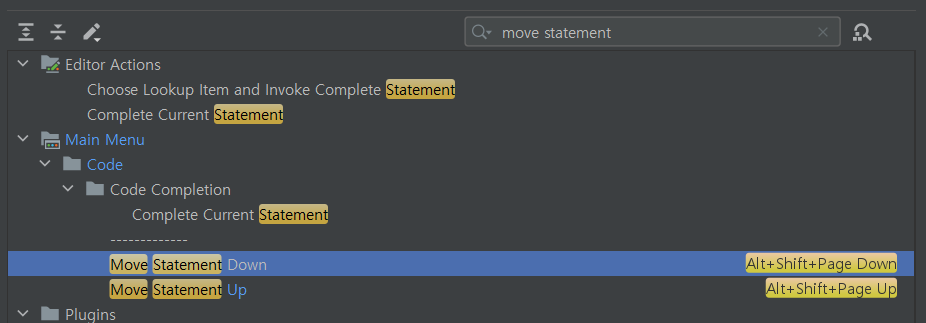 move statement
Editor Actions
Choose Lookup Item and Invoke Complete Statement
Complete Current Statement
Main Menu
Code
Code Completion
Complete Current Statement
-------------
Move Statement Down Alt+Shift+Page Down
Move Statement Up Alt+Shift+Page Up
Plugins